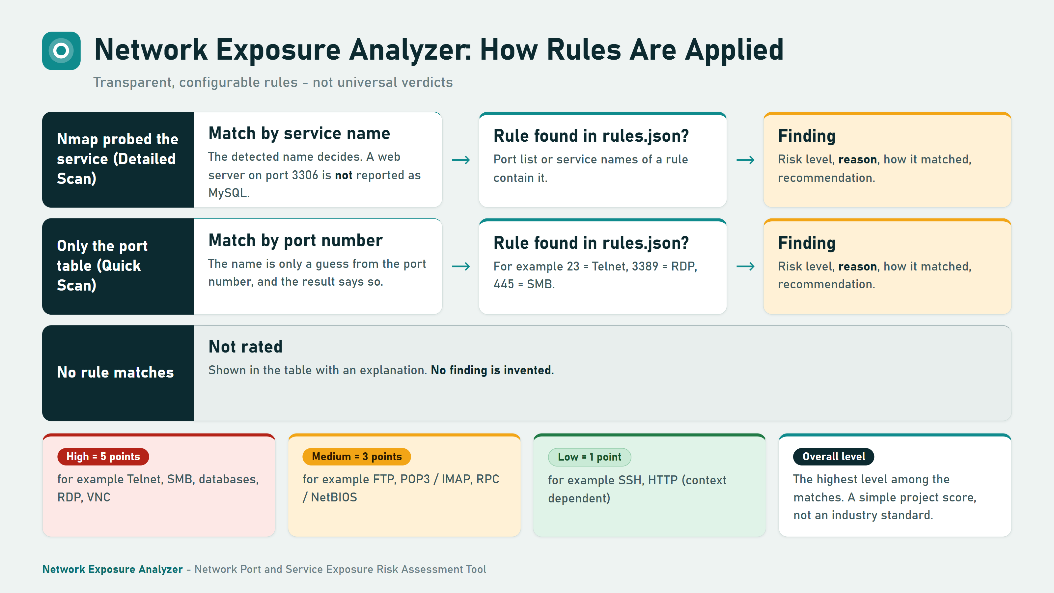 Network Exposure Analyzer: How Rules Are Applied
Transparent, configurable rules - not universal verdicts
Nmap probed the
service (Detailed
Scan)
Match by service name
The detected name decides. A web
server on port 3306 is not reported as
MySQL.
→
Rule found in rules.json?
Port list or service names of a rule
contain it.
→
Finding
Risk level, reason, how it matched,
recommendation.
Only the port
table (Quick
Scan)
Match by port number
The name is only a guess from the port
number, and the result says so.
→
Rule found in rules.json?
For example 23 = Telnet, 3389 = RDP,
445 = SMB.
→
Finding
Risk level, reason, how it matched,
recommendation.
No rule matches
Not rated
Shown in the table with an explanation. No finding is invented.
High = 5 points
for example Telnet, SMB, databases,
RDP, VNC
Medium = 3 points
for example FTP, POP3 / IMAP, RPC
/ NetBIOS
Low = 1 point
for example SSH, HTTP (context
dependent)
Overall level
The highest level among the
matches. A simple project score,
not an industry standard.
Network Exposure Analyzer - Network Port and Service Exposure Risk Assessment Tool